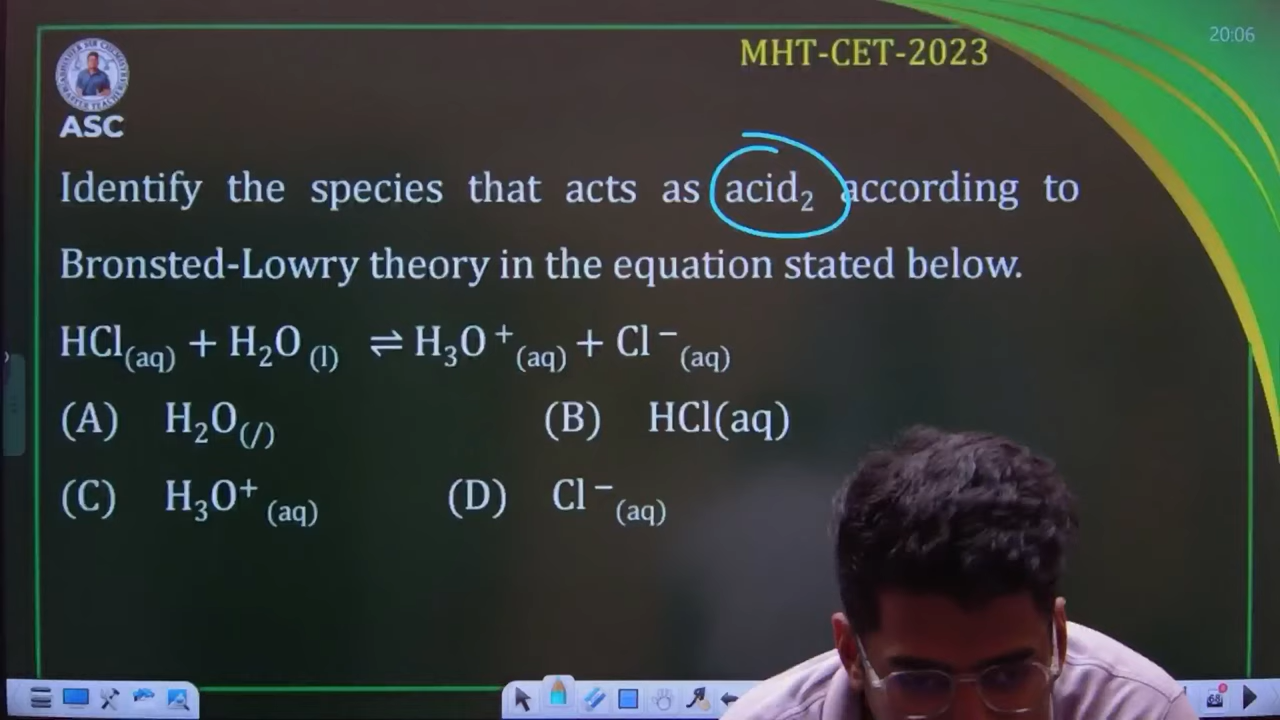 20:06
MHT-CET-2023
ASC
Identify the species that acts as acid₂ according to
Bronsted-Lowry theory in the equation stated below.
HCl(aq) + H₂O (l) ⇌ H₃O⁺(aq) + Cl⁻(aq)
(A) H₂O(l) (B) HCl(aq)
(C) H₃O⁺ (aq) (D) Cl⁻(aq)